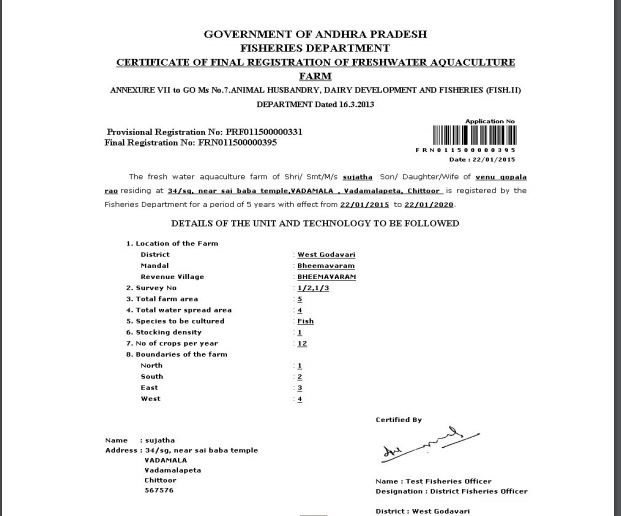 GOVERNMENT OF ANDHRA PRADESH
FISHERIES DEPARTMENT
CERTIFICATE OF FINAL REGISTRATION OF FRESHWATER AQUACULTURE
FARM
ANNEXURE VII to GO Ms No.7.ANIMAL HUSBANDRY, DAIRY DEVELOPMENT AND FISHERIES (FISH.II)
DEPARTMENT Dated 16.3.2013
Application No
Provisional Registration No: PRF011500000331
Final Registration No: FRN011500000395
FRN011500000395
Date : 22/01/2015
The fresh water aquaculture farm of Shri/ Smt/M/s sujatha Son/ Daughter/Wife of venu gopala
rao residing at 34/sg, near sai baba temple,VADAMALA , Vadamalapeta, Chittoor is registered by the
Fisheries Department for a period of 5 years with effect from 22/01/2015 to 22/01/2020.
DETAILS OF THE UNIT AND TECHNOLOGY TO BE FOLLOWED
1. Location of the Farm
District : West Godavari
Mandal : Bheemavaram
Revenue Village : BHEEMAVARAM
2. Survey No : 1/2,1/3
3. Total farm area : 5
4. Total water spread area : 4
5. Species to be cultured : Fish
6. Stocking density : 1
7. No of crops per year : 12
8. Boundaries of the farm
North : 1
South : 2
East : 3
West : 4
Certified By
Name : sujatha
Address : 34/sg, near sai baba temple
VADAMALA
Vadamalapeta
Chittoor
567576
Name : Test Fisheries Officer
Designation : District Fisheries Officer
District : West Godavari